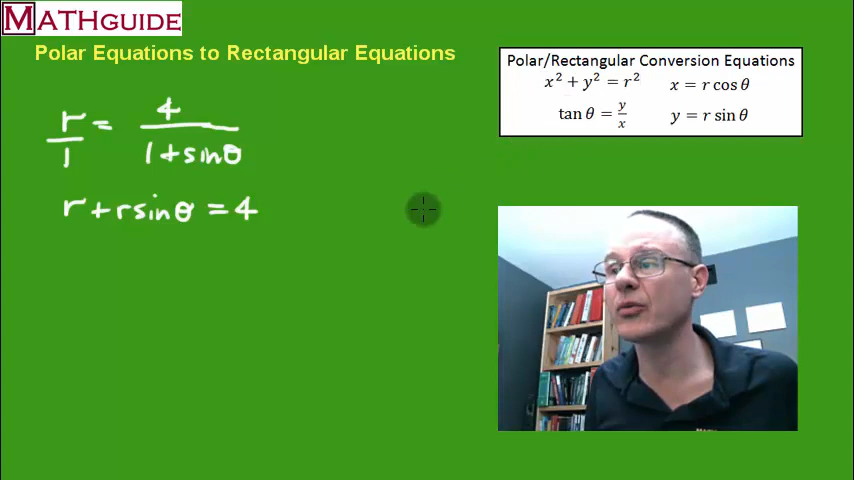 MATHGUIDE
Polar Equations to Rectangular Equations
r/1 = 4/(1+sinθ)
r+rsinθ=4
Polar/Rectangular Conversion Equations
x² + y² = r² x = r cos θ
tan θ = y/x y = r sin θ